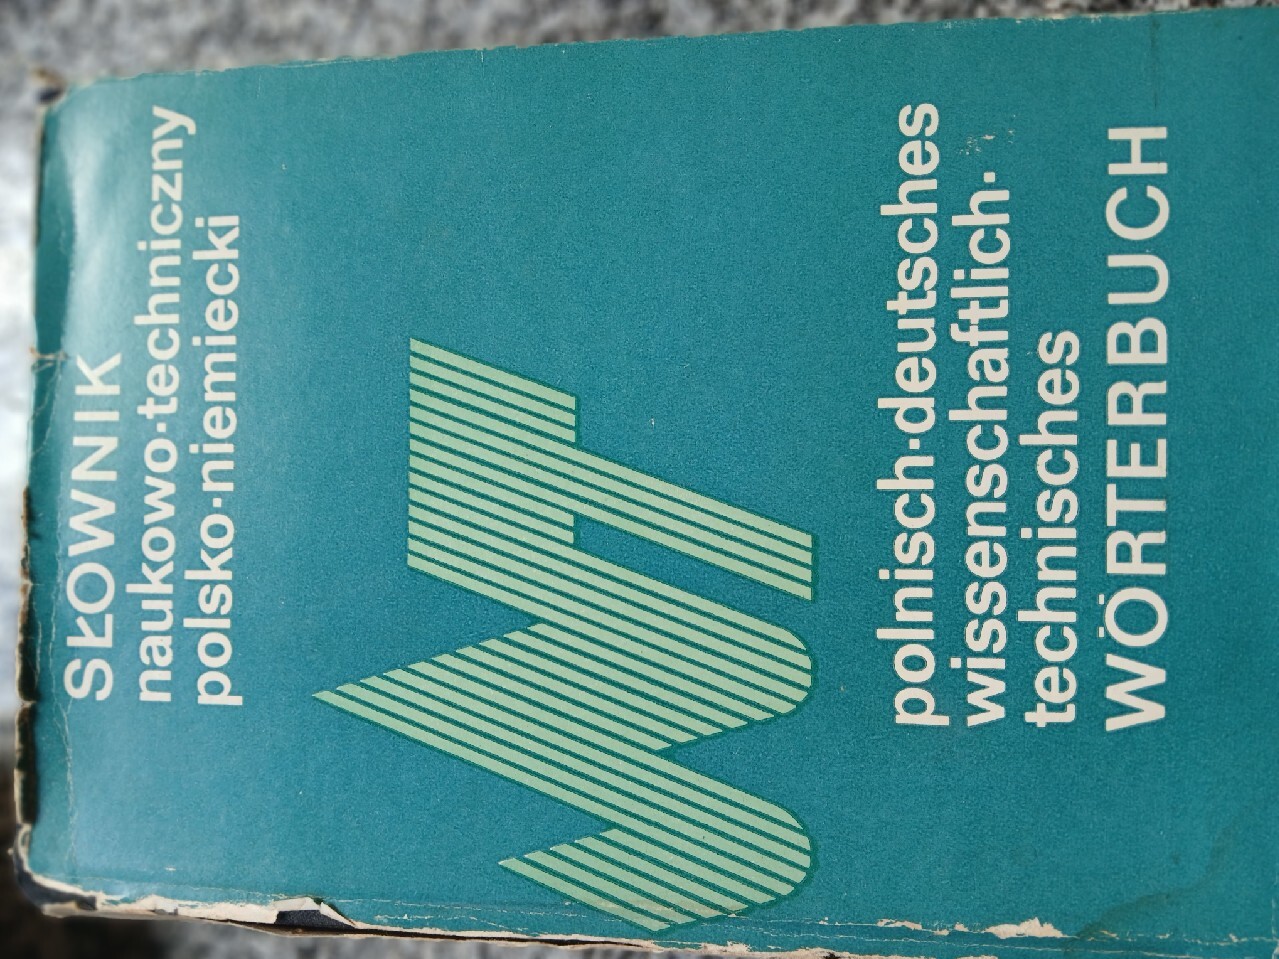 SŁOWNIK
naukowo-techniczny
polsko-niemiecki
polnisch-deutsches
wissenschaftlich-
technisches
WÖRTERBUCH